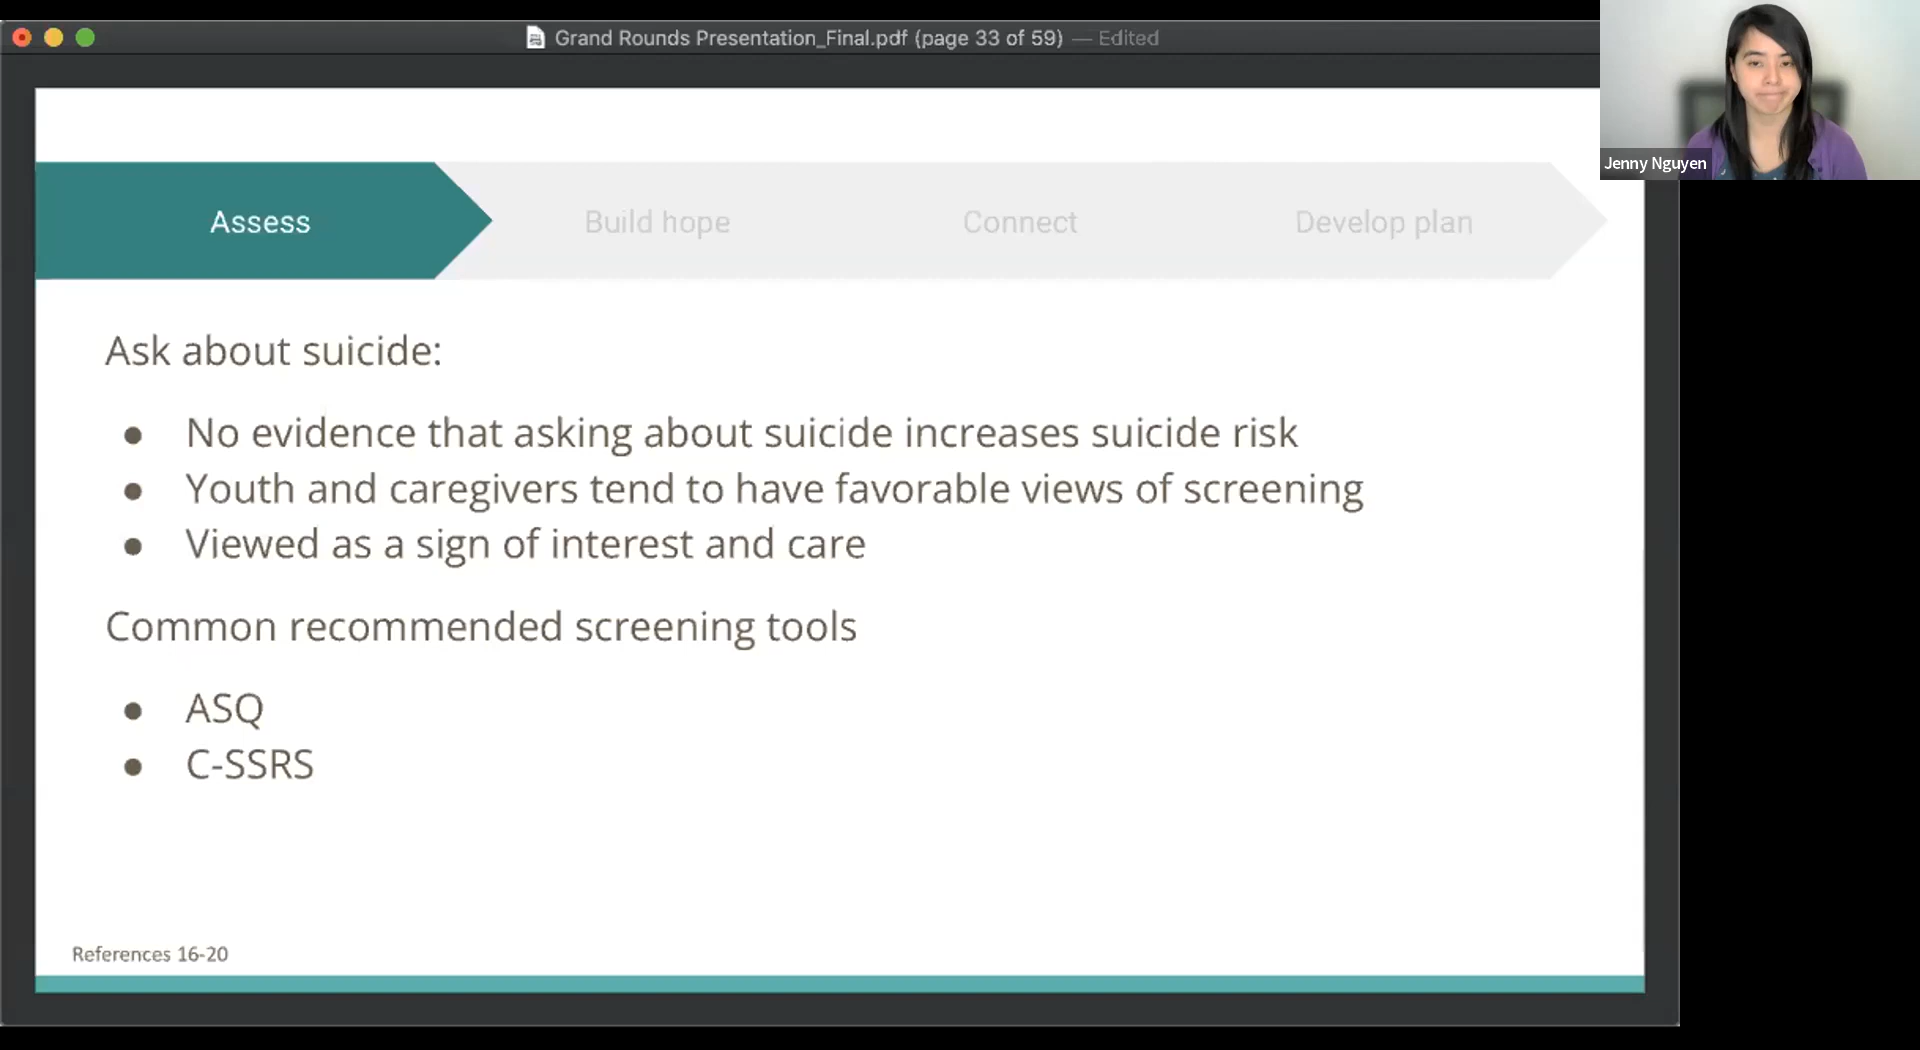 Grand Rounds Presentation_Final.pdf (page 33 of 59) — Edited
Jenny Nguyen
Assess
Build hope
Connect
Develop plan
Ask about suicide:
● No evidence that asking about suicide increases suicide risk
● Youth and caregivers tend to have favorable views of screening
● Viewed as a sign of interest and care
Common recommended screening tools
● ASQ
● C-SSRS
References 16-20